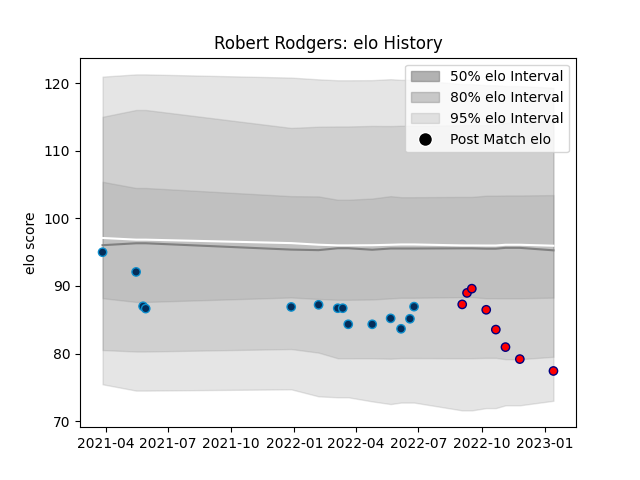 Robert Rodgers: elo History
50% elo Interval
80% elo Interval
95% elo Interval
Post Match elo
elo score
120
110
100
90
80
70
2021-04 2021-07 2021-10 2022-01 2022-04 2022-07 2022-10 2023-01